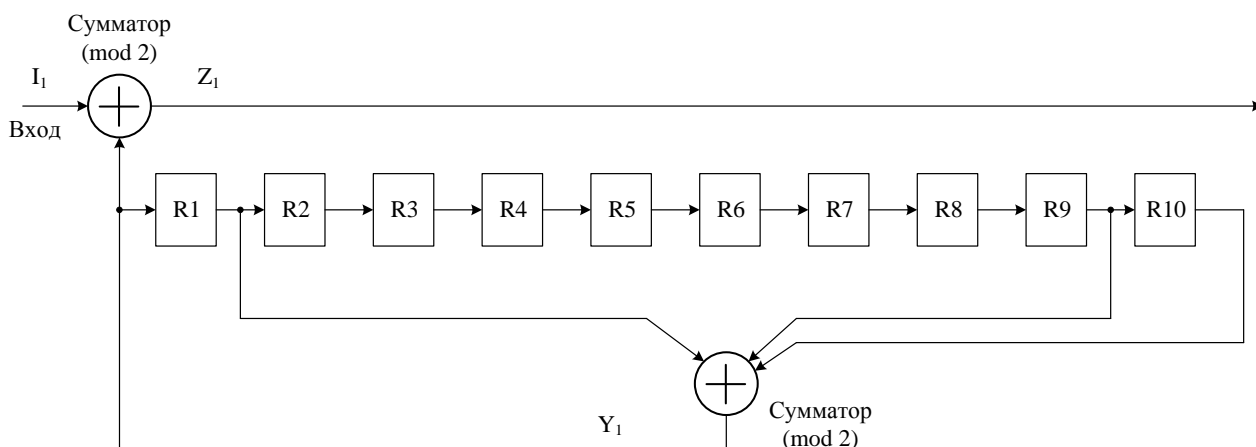 Сумматор
(mod 2)
I₁
Z₁
Вход
R1
R2
R3
R4
R5
R6
R7
R8
R9
R10
Y₁
Сумматор
(mod 2)